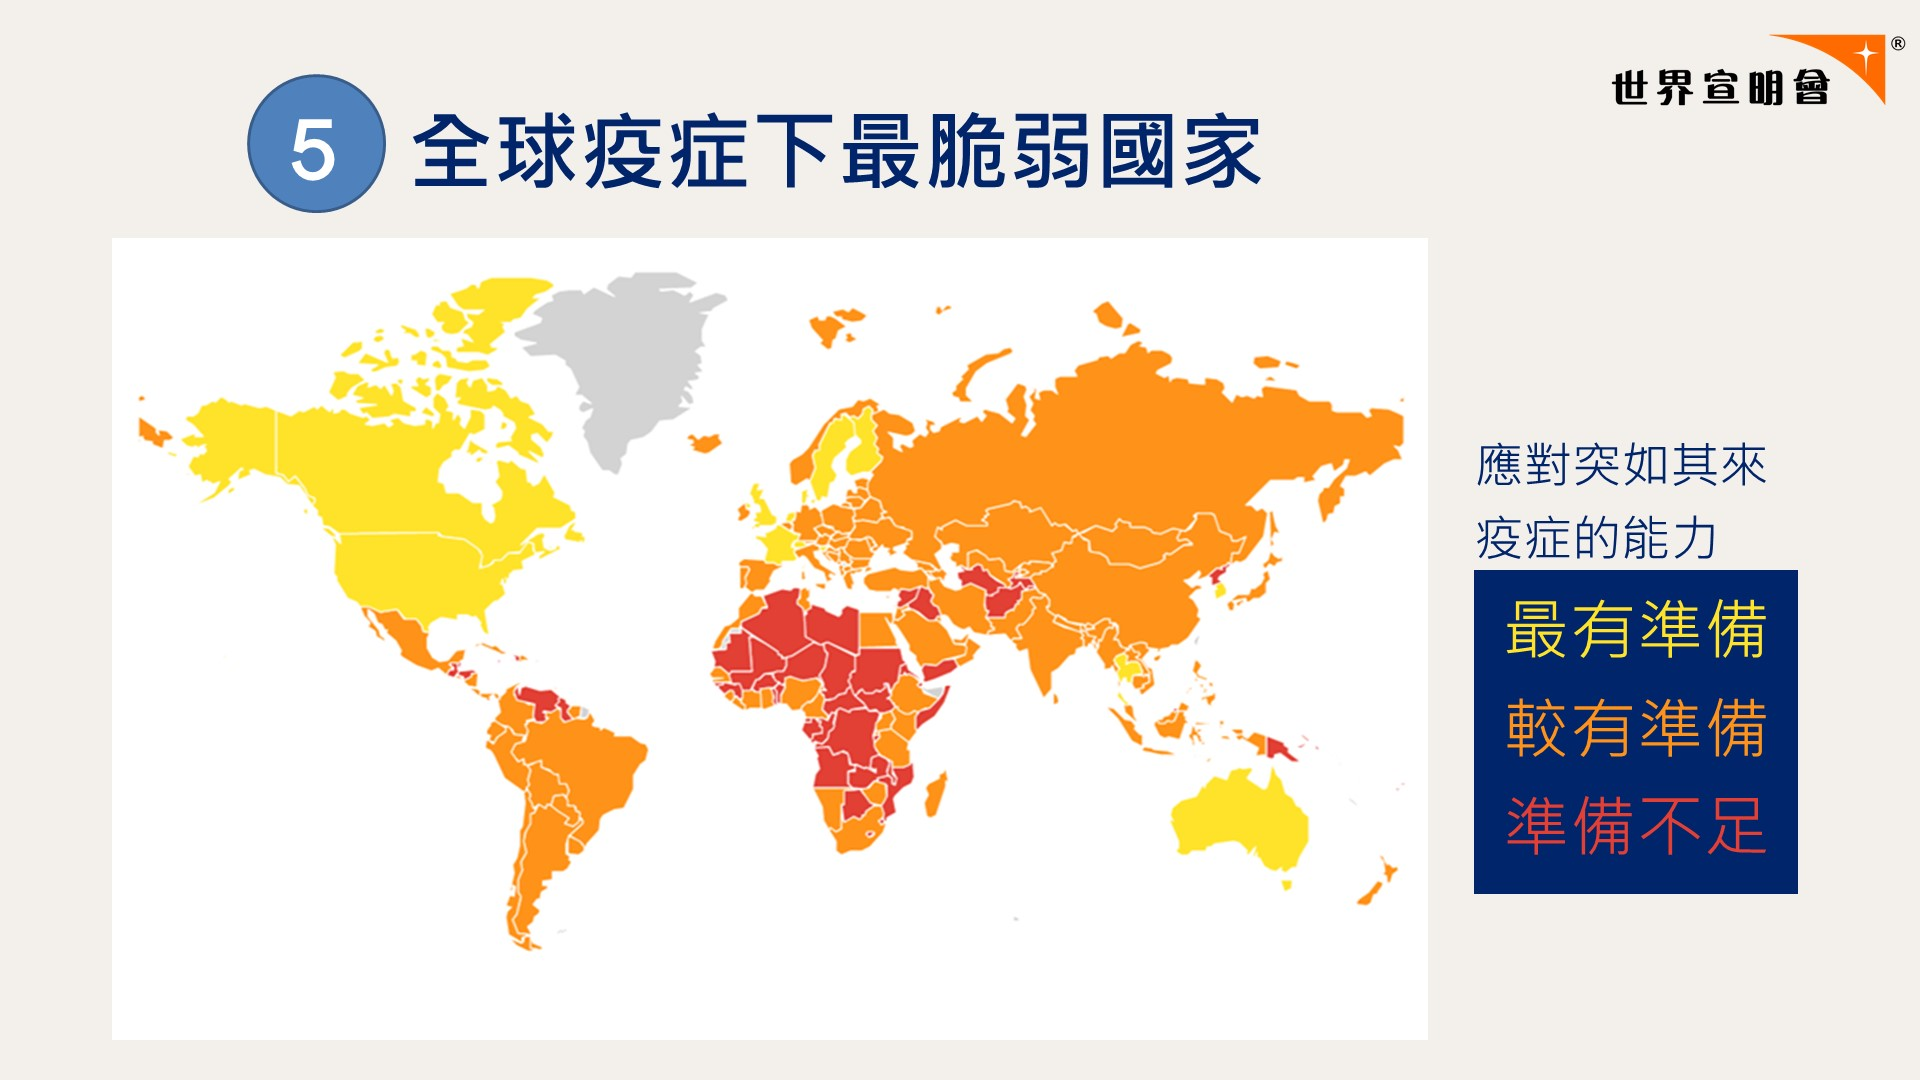 世界宣明會®
5 全球疫症下最脆弱國家
應對突如其來
疫症的能力
最有準備
較有準備
準備不足